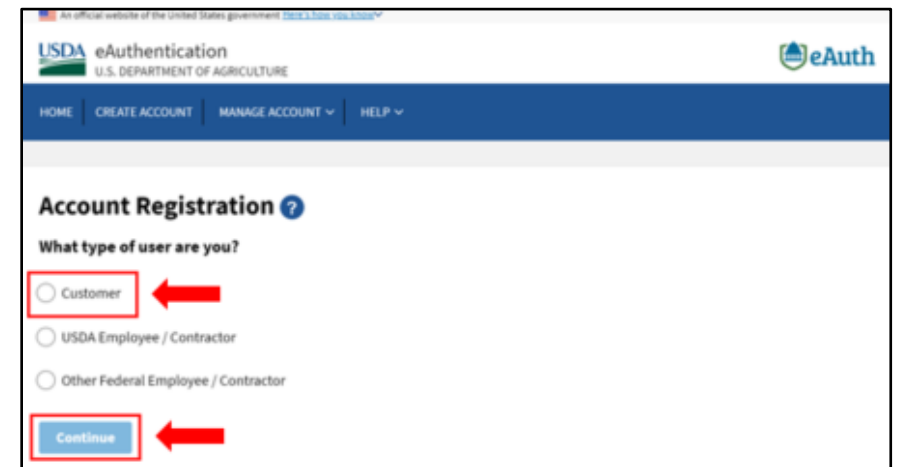 An official website of the United States government Here's how you know
USDA eAuthentication
U.S. DEPARTMENT OF AGRICULTURE
eAuth
HOME CREATE ACCOUNT MANAGE ACCOUNT HELP
Account Registration ?
What type of user are you?
Customer
USDA Employee / Contractor
Other Federal Employee / Contractor
Continue